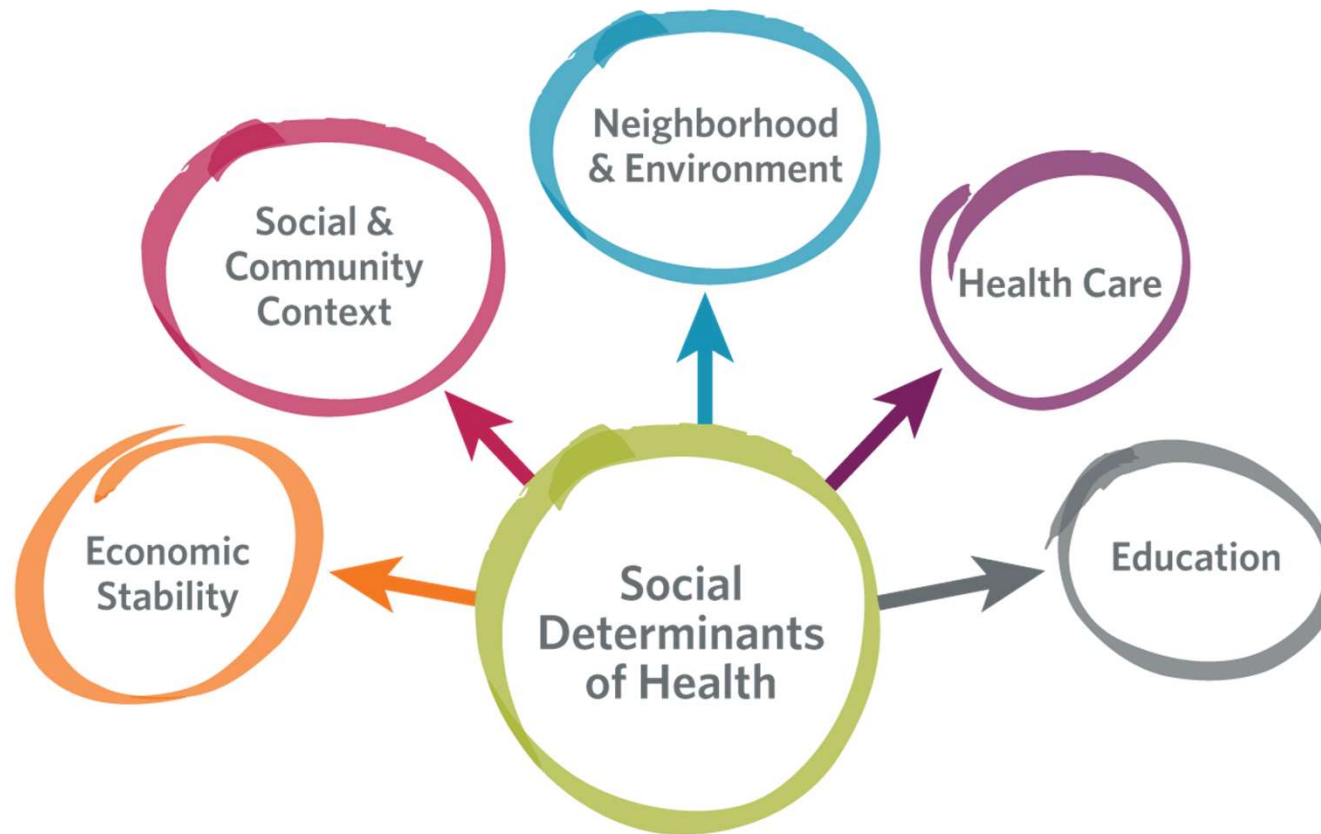 Neighborhood
& Environment
Social &
Community
Context
Health Care
Economic
Stability
Education
Social
Determinants
of Health